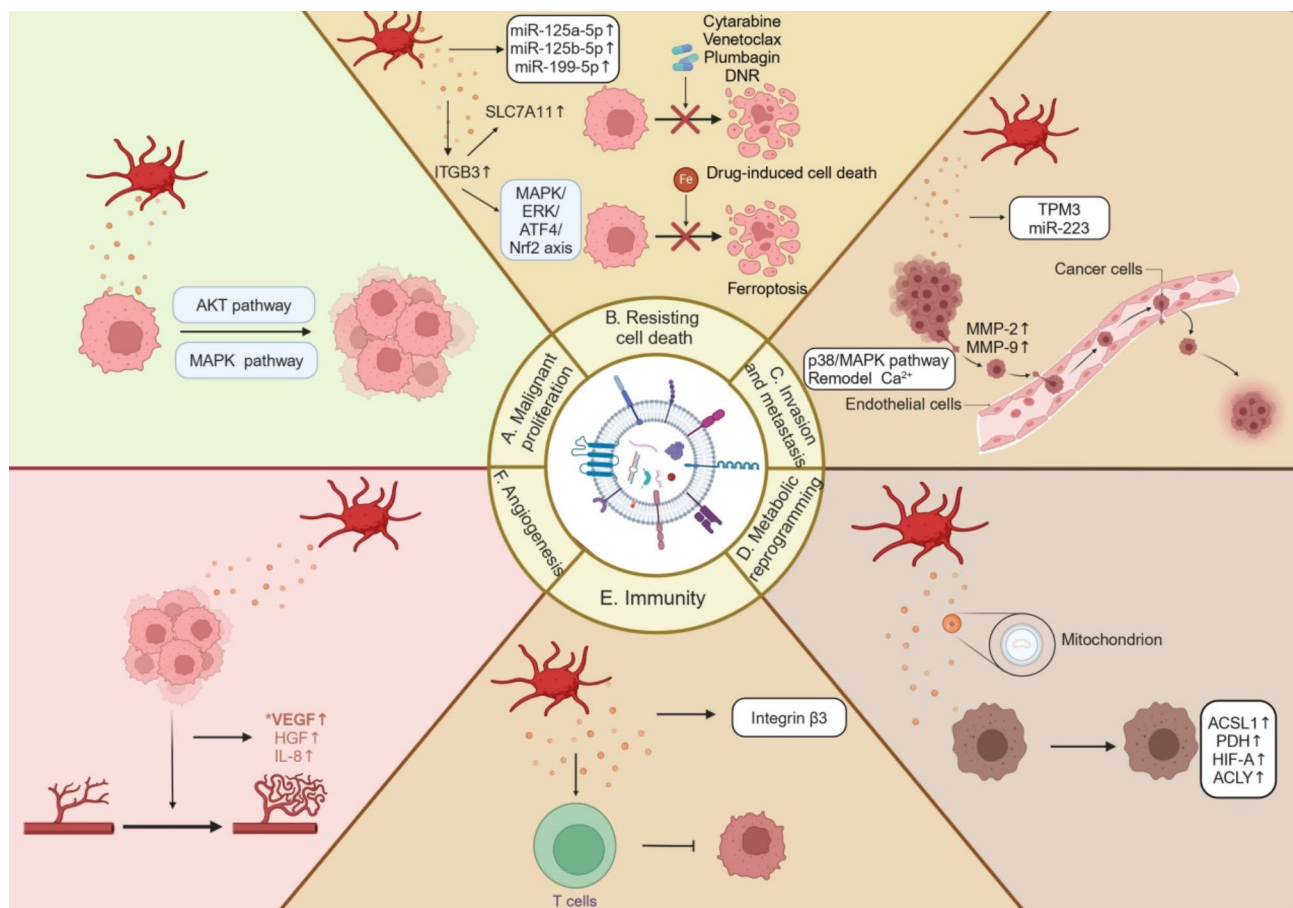 miR-125a-5p↑
miR-125b-5p↑
miR-199-5p↑
Cytarabine
Venetoclax
Plumbagin
DNR
SLC7A11↑
ITGB3↑
MAPK/
ERK/
ATF4/
Nrf2 axis
Fe
Drug-induced cell death
Ferroptosis
AKT pathway
MAPK pathway
TPM3
miR-223
Cancer cells
MMP-2↑
MMP-9↑
p38/MAPK pathway
Remodel Ca²⁺
Endothelial cells
A. Malignant
proliferation
B. Resisting
cell death
C. Invasion
and metastasis
D. Metabolic
reprogramming
E. Immunity
F. Angiogenesis
*VEGF↑
HGF↑
IL-8↑
Integrin β3
T cells
Mitochondrion
ACSL1↑
PDH↑
HIF-A↑
ACLY↑